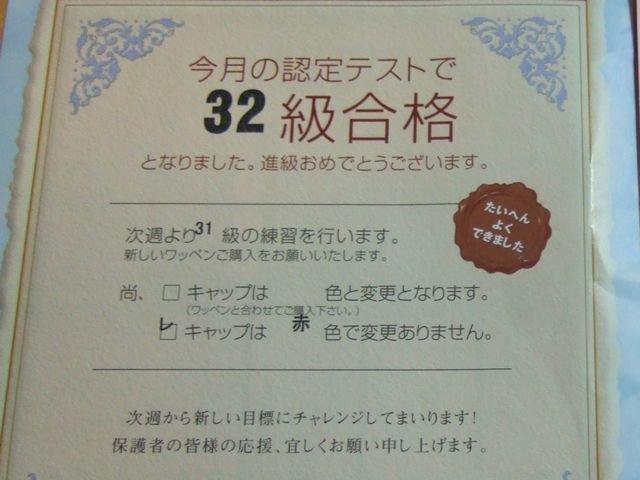 今月の認定テストで
32 級合格
となりました。進級おめでとうございます。
たいへん
よく
できました
次週より31 級の練習を行います。
新しいワッペンご購入をお願いいたします。
尚、 □ キャップは 色と変更となります。
(ワッペンと合わせてご購入下さい。)
☑ キャップは 赤 色で変更ありません。
次週から新しい目標にチャレンジしてまいります!
保護者の皆様の応援、宜しくお願い申し上げます。